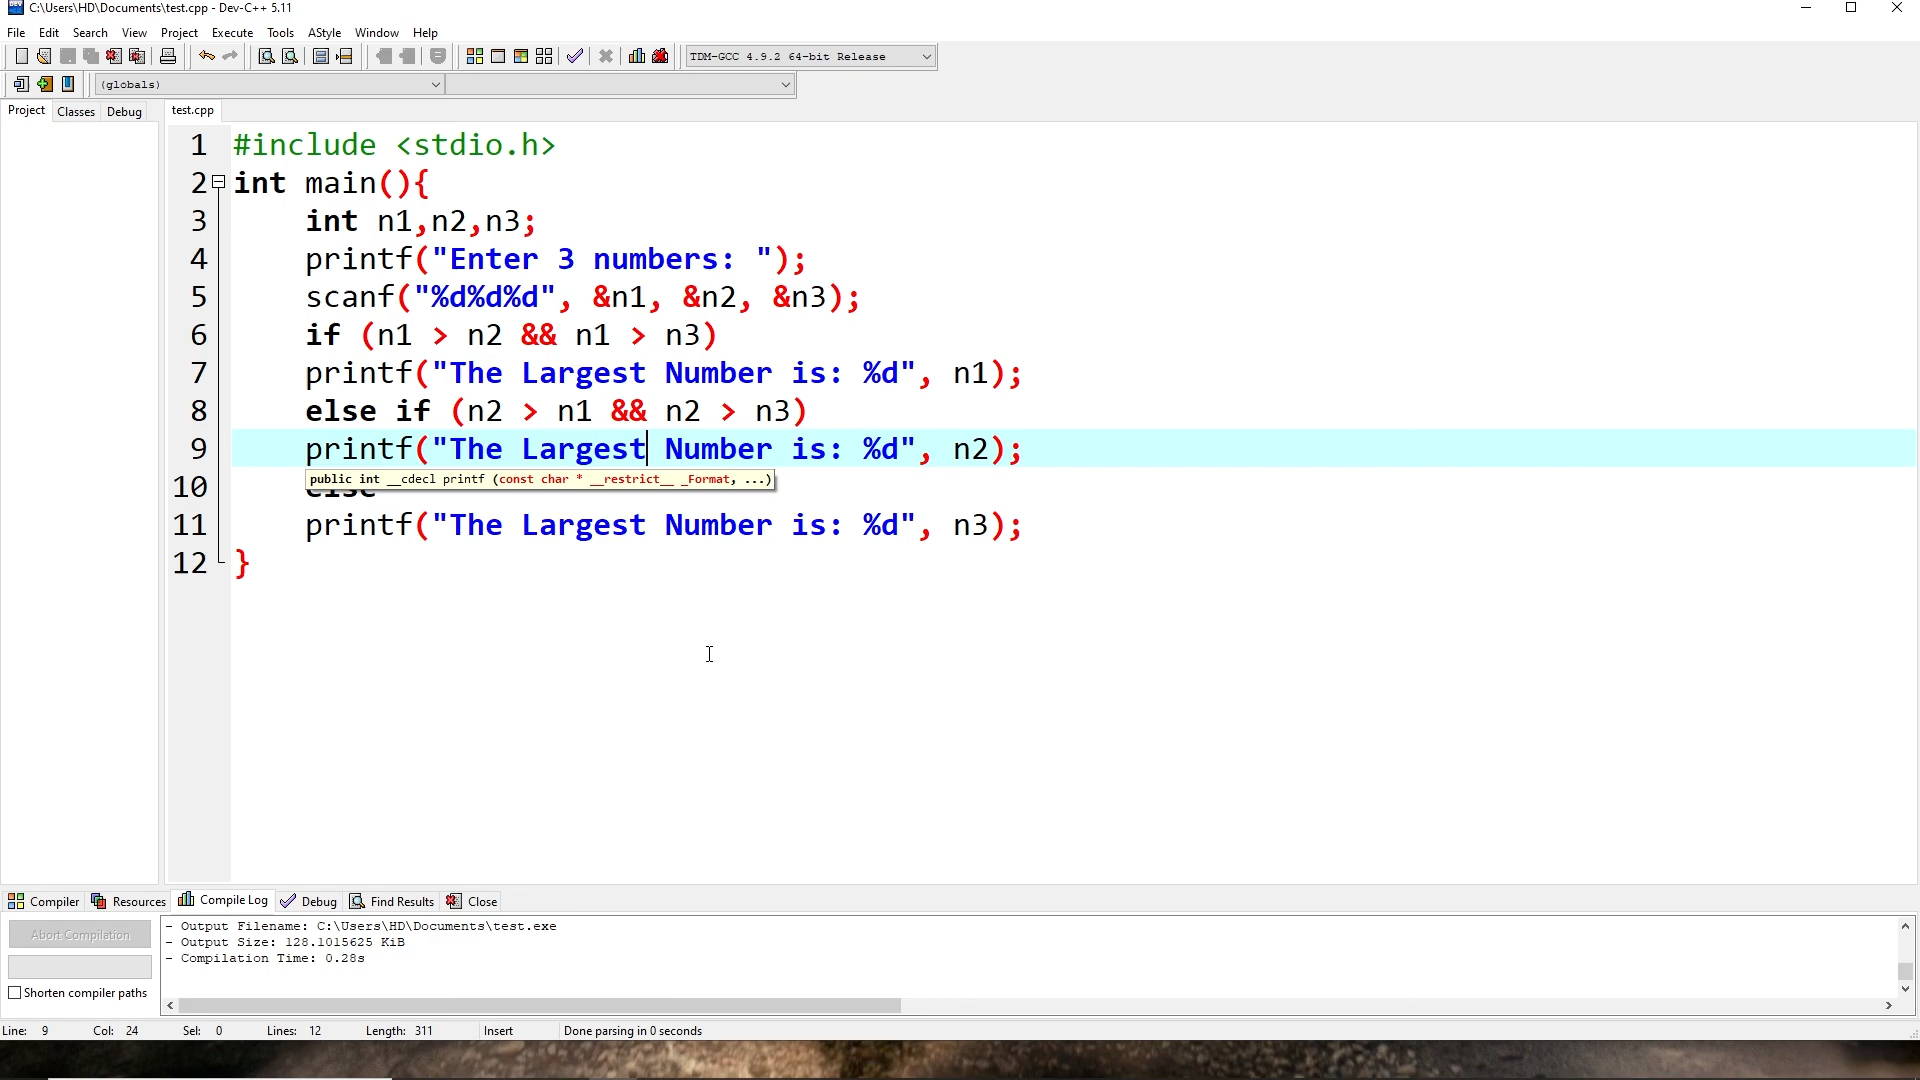 C:\Users\HD\Documents\test.cpp - Dev-C++ 5.11
File Edit Search View Project Execute Tools AStyle Window Help
TDM-GCC 4.9.2 64-bit Release
(globals)
Project Classes Debug test.cpp
1 #include <stdio.h>
2 int main(){
3 int n1,n2,n3;
4 printf("Enter 3 numbers: ");
5 scanf("%d%d%d", &n1, &n2, &n3);
6 if (n1 > n2 && n1 > n3)
7 printf("The Largest Number is: %d", n1);
8 else if (n2 > n1 && n2 > n3)
9 printf("The Largest Number is: %d", n2);
public int __cdecl printf (const char * __restrict__ _Format, ...)
10 else
11 printf("The Largest Number is: %d", n3);
12 }
Compiler Resources Compile Log Debug Find Results Close
Abort Compilation
Shorten compiler paths
- Output Filename: C:\Users\HD\Documents\test.exe
- Output Size: 128.1015625 KiB
- Compilation Time: 0.28s
Line: 9 Col: 24 Sel: 0 Lines: 12 Length: 311 Insert Done parsing in 0 seconds